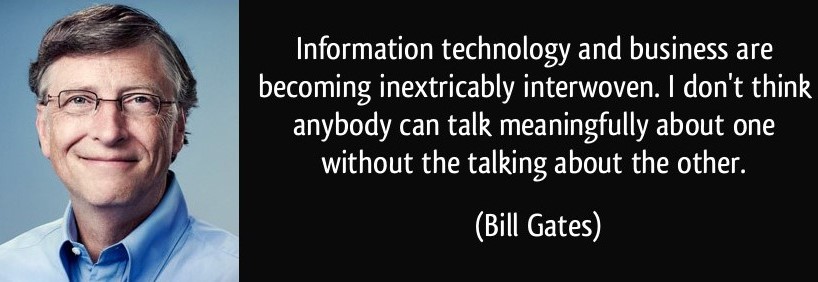 Information technology and business are
becoming inextricably interwoven. I don't think
anybody can talk meaningfully about one
without the talking about the other.
(Bill Gates)